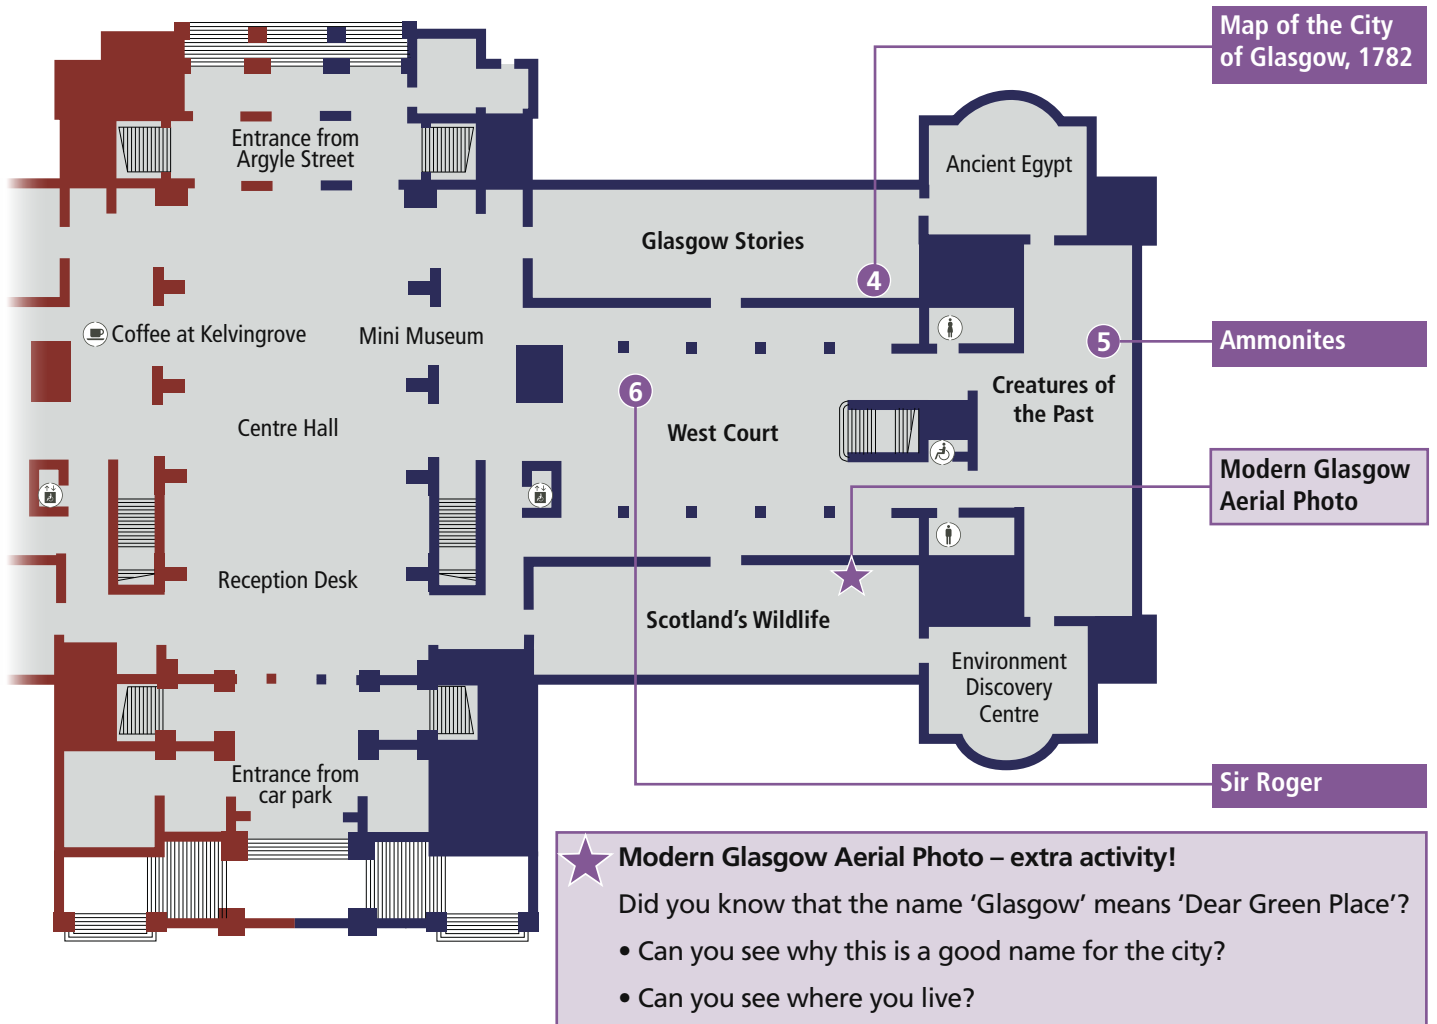 Map of the City
of Glasgow, 1782
Entrance from
Argyle Street
Ancient Egypt
Glasgow Stories
4
Coffee at Kelvingrove
Mini Museum
5
Ammonites
6
Creatures of
the Past
Centre Hall
West Court
Modern Glasgow
Aerial Photo
Reception Desk
Scotland's Wildlife
Environment
Discovery
Centre
Entrance from
car park
Sir Roger
Modern Glasgow Aerial Photo – extra activity!
Did you know that the name ‘Glasgow’ means ‘Dear Green Place’?
• Can you see why this is a good name for the city?
• Can you see where you live?